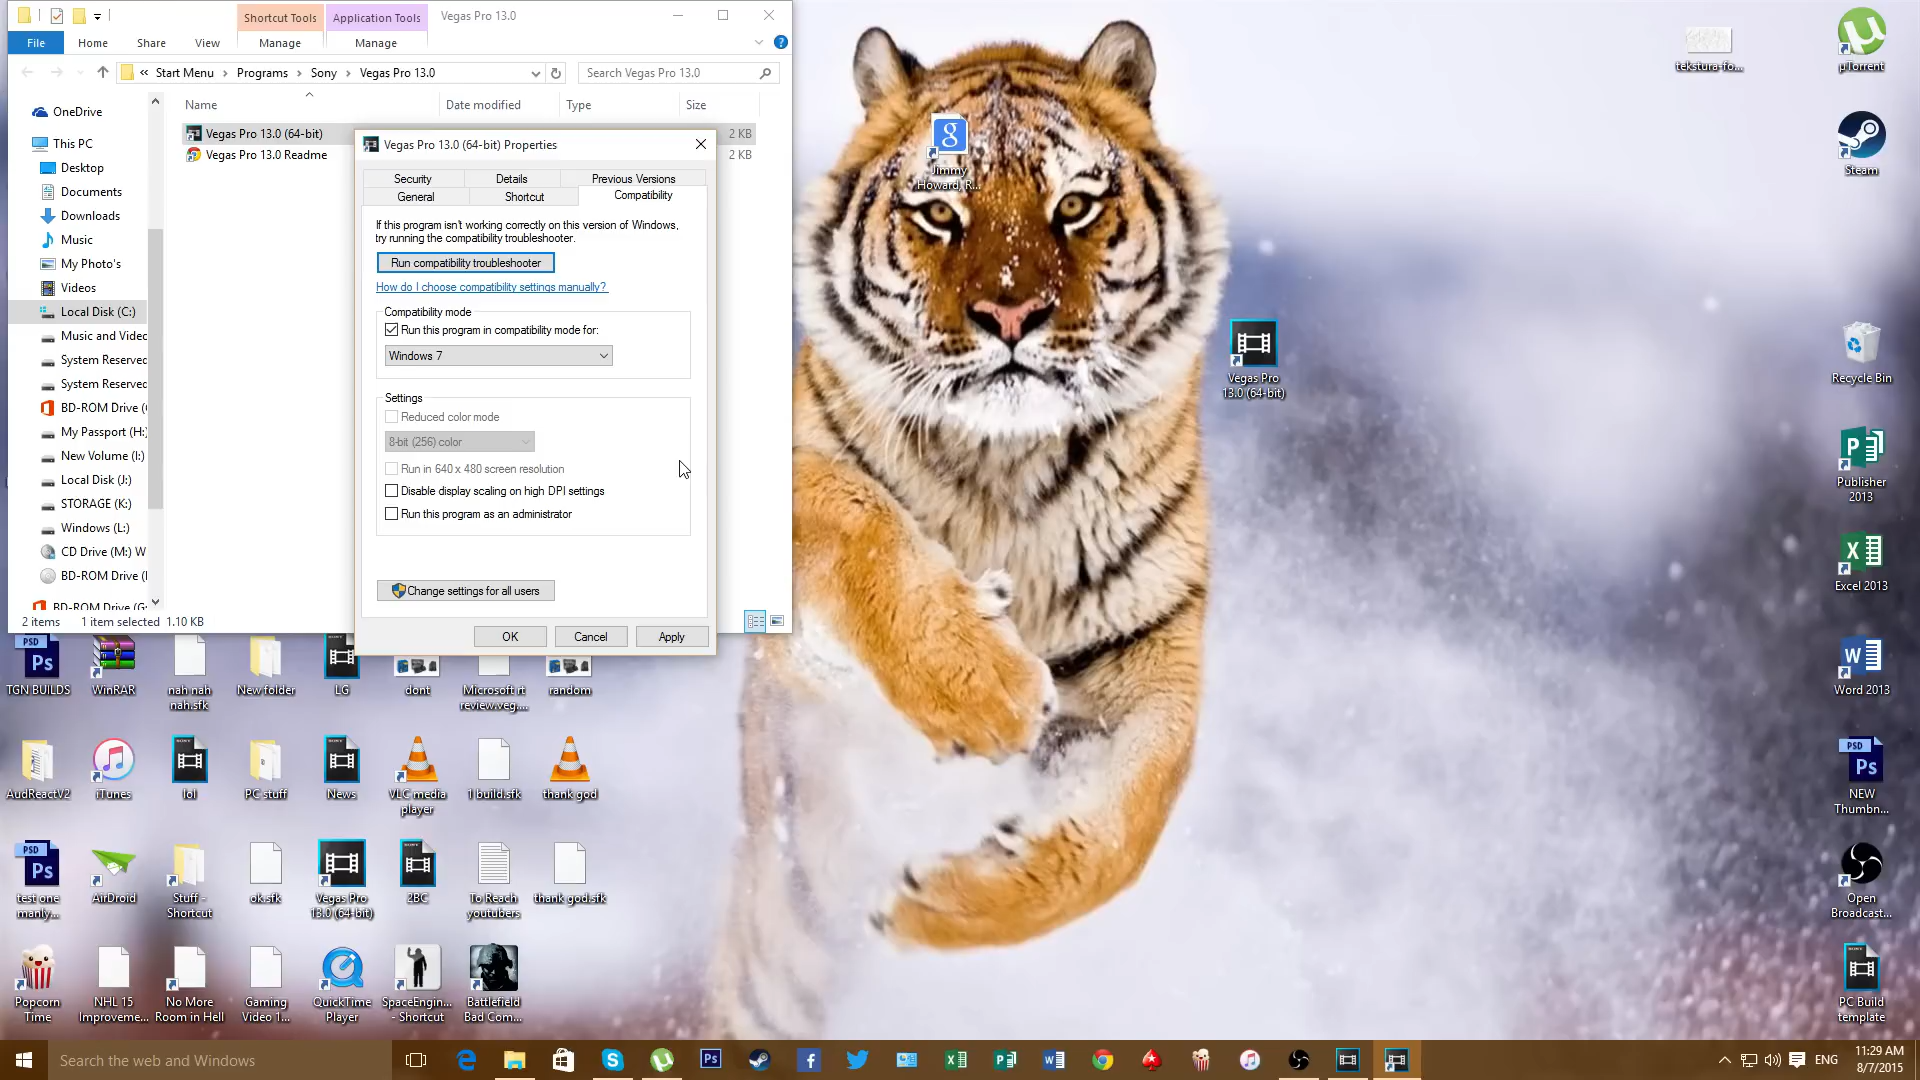 Shortcut Tools
Application Tools
Vegas Pro 13.0
File
Home
Share
View
Manage
Manage
« Start Menu > Programs > Sony > Vegas Pro 13.0
Search Vegas Pro 13.0
Name
Date modified
Type
Size
Vegas Pro 13.0 (64-bit)
2 KB
Vegas Pro 13.0 Readme
2 KB
OneDrive
This PC
Desktop
Documents
Downloads
Music
My Photo's
Videos
Local Disk (C:)
Music and Videc
System Reserved
System Reserved
BD-ROM Drive (
My Passport (H:
New Volume (I:)
Local Disk (J:)
STORAGE (K:)
Windows (L:)
CD Drive (M:) W
BD-ROM Drive (
BD-ROM Drive (G:
2 items
1 item selected 1.10 KB
Vegas Pro 13.0 (64-bit) Properties
Security
Details
Previous Versions
General
Shortcut
Compatibility
If this program isn't working correctly on this version of Windows,
try running the compatibility troubleshooter.
Run compatibility troubleshooter
How do I choose compatibility settings manually?
Compatibility mode
Run this program in compatibility mode for:
Windows 7
Settings
Reduced color mode
8-bit (256) color
Run in 640 x 480 screen resolution
Disable display scaling on high DPI settings
Run this program as an administrator
Change settings for all users
OK
Cancel
Apply
Jimmy
Howard, R...
Vegas Pro
13.0 (64-bit)
tekstura-fo...
µTorrent
Steam
Recycle Bin
Publisher
2013
Excel 2013
Word 2013
PSD
Ps
NEW
Thumbn...
Open
Broadcast...
PC Build
template
Ps
TGN BUILDS
WinRAR
nah nah
nah.sfk
New folder
LG
dont
Microsoft rt
review.veg....
random
AudReactV2
iTunes
SONY
lol
PC stuff
SONY
News
VLC media
player
1 build.sfk
thank god
PSD
Ps
test one
manly...
AirDroid
Stuff -
Shortcut
ok.sfk
Vegas Pro
13.0 (64-bit)
SONY
2BC
To Reach
youtubers
thank god.sfk
Popcorn
Time
NHL 15
Improveme...
No More
Room in Hell
Gaming
Video 1...
QuickTime
Player
SpaceEngin...
- Shortcut
Battlefield
Bad Com...
Search the web and Windows
ENG
11:29 AM
8/7/2015